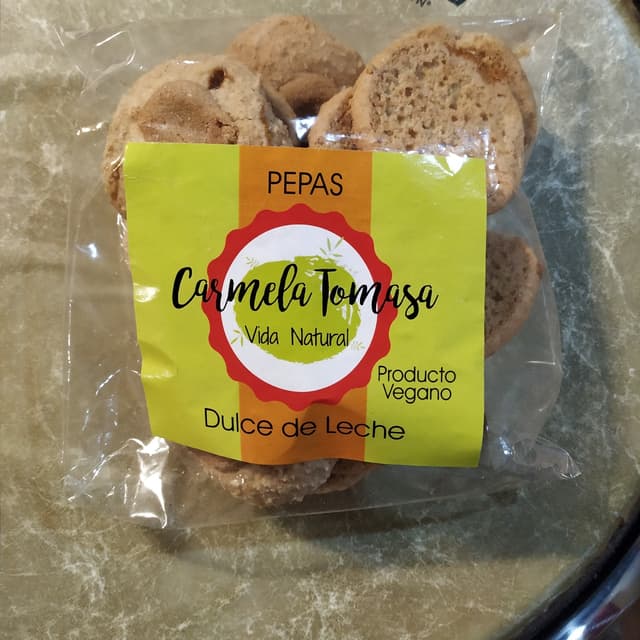 PEPAS
Carmela Tomasa
Vida Natural
Producto
Vegano
Dulce de Leche